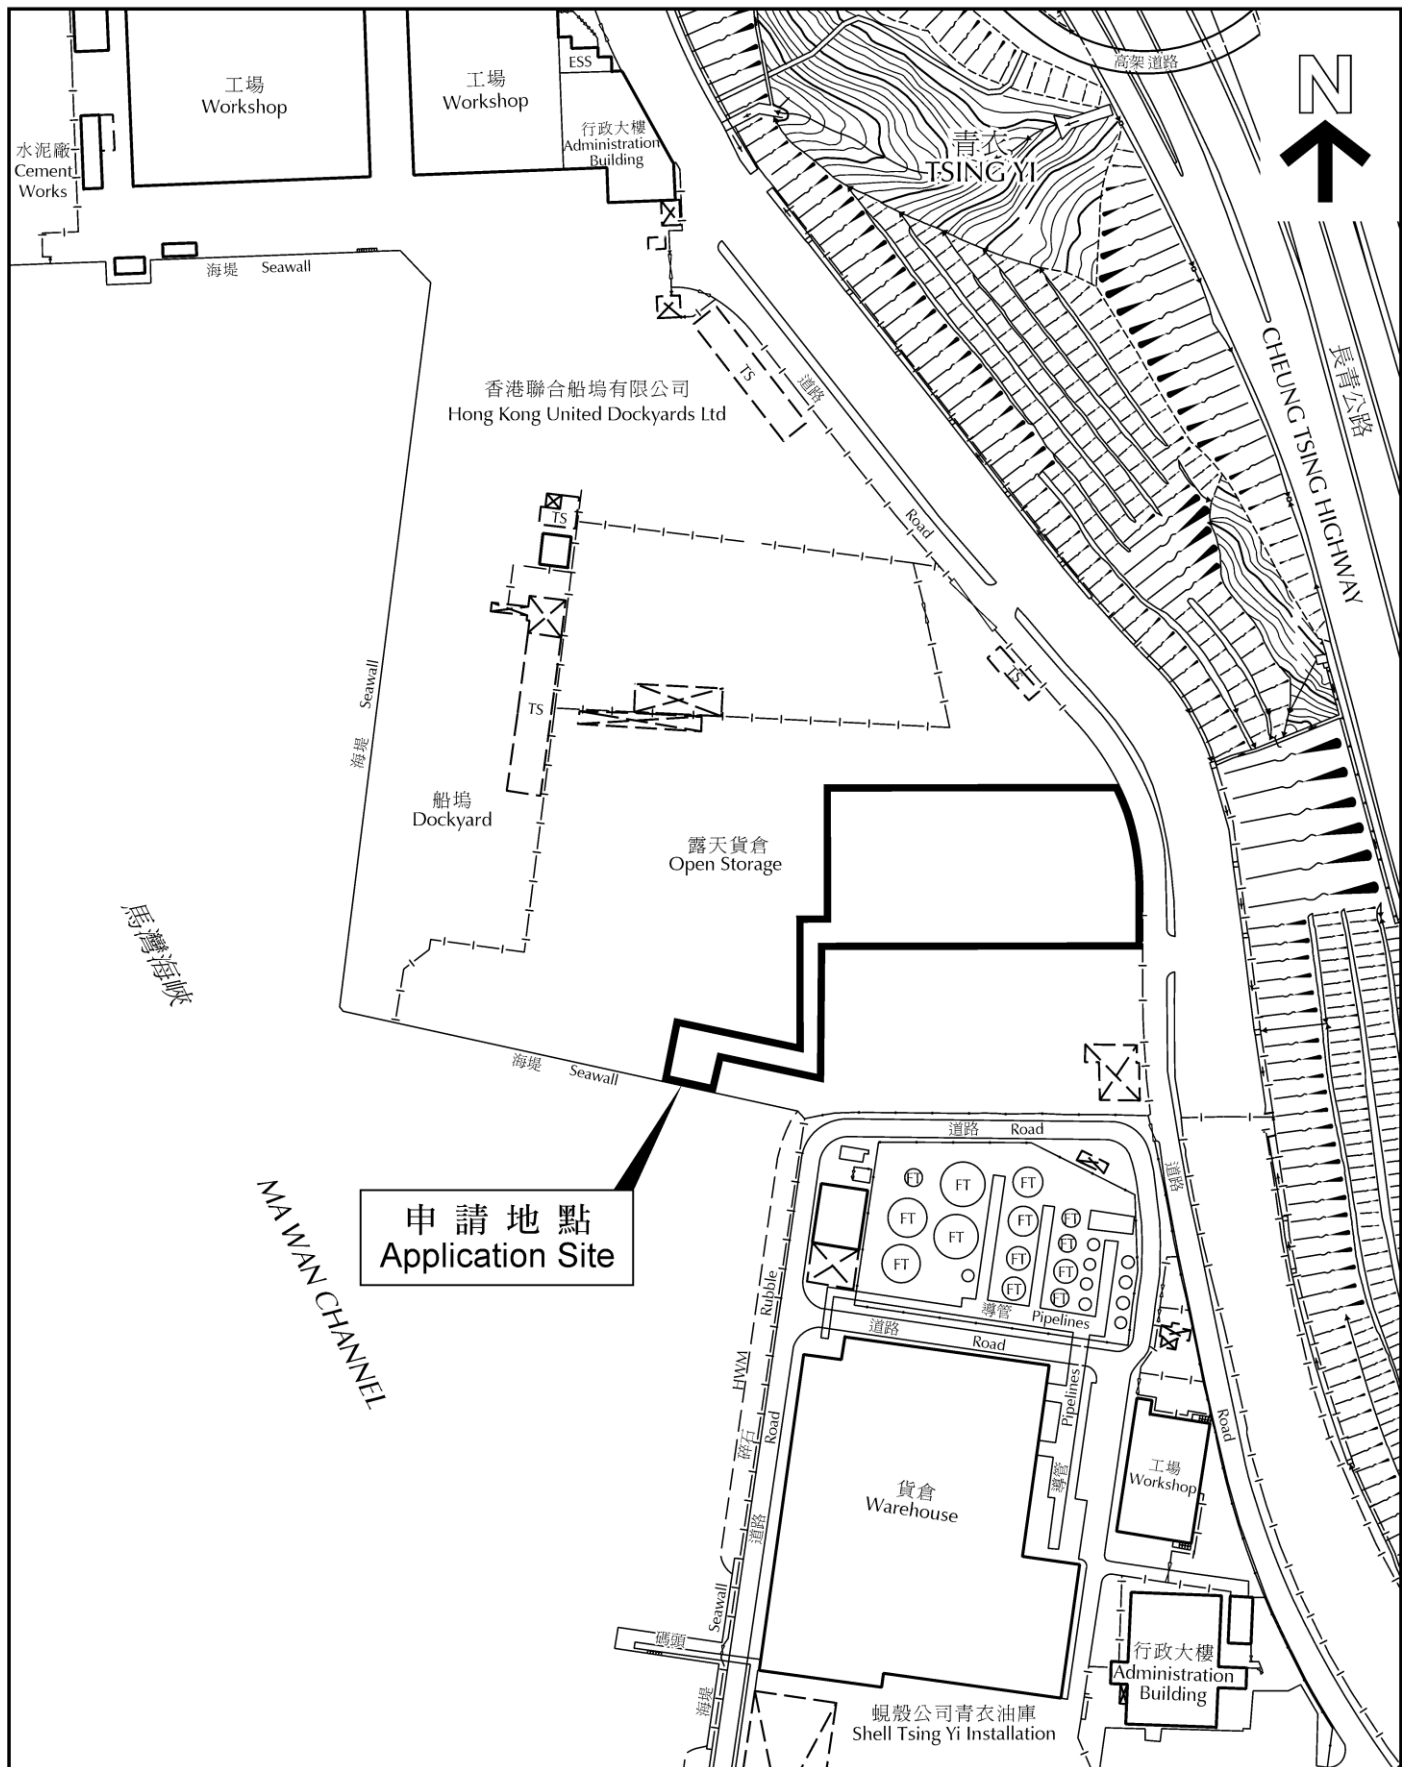 高架道路
N
工場
Workshop
工場
Workshop
ESS
行政大樓
Administration
Building
水泥廠
Cement
Works
青衣
TSING YI
海堤 Seawall
香港聯合船塢有限公司
Hong Kong United Dockyards Ltd
TS
道路
Road
CHEUNG TSING HIGHWAY
長青公路
TS
TS
TS
海堤 Seawall
船塢
Dockyard
露天貨倉
Open Storage
馬灣海峽
MA WAN CHANNEL
海堤 Seawall
申請地點
Application Site
道路 Road
道路
Road
FT
FT
FT
FT
FT
FT
FT
FT
FT
FT
FT
FT
FT
導管 Pipelines
道路 Road
Rubble
碎石
HWM
Road
道路
Pipelines
導管
貨倉
Warehouse
工場
Workshop
Seawall
海堤
碼頭
行政大樓
Administration
Building
蜆殼公司青衣油庫
Shell Tsing Yi Installation